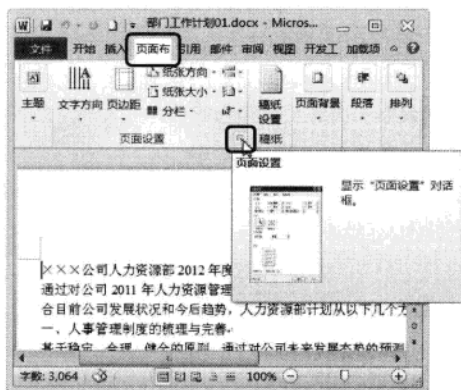 部门工作计划01.docx - Micros...
文件 开始 插入 页面布 引用 邮件 审阅 视图 开发工 加载项
主题 文字方向 页边距 纸张方向 纸张大小 分栏 稿纸设置 页面背景 段落 排列
页面设置 稿纸
页面设置
显示“页面设置”对话框。
×××公司人力资源部 2012 年度
通过对公司 2011 年人力资源管理
合目前公司发展状况和今后趋势，人力资源部计划从以下几个方
一、人事管理制度的梳理与完善
基于稳定、合理、健全的原则，通过对公司未来发展态势的预测
字数: 3,064 100%